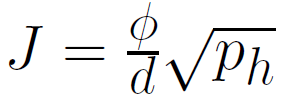 J = \frac{\phi}{d} \sqrt{p_h}